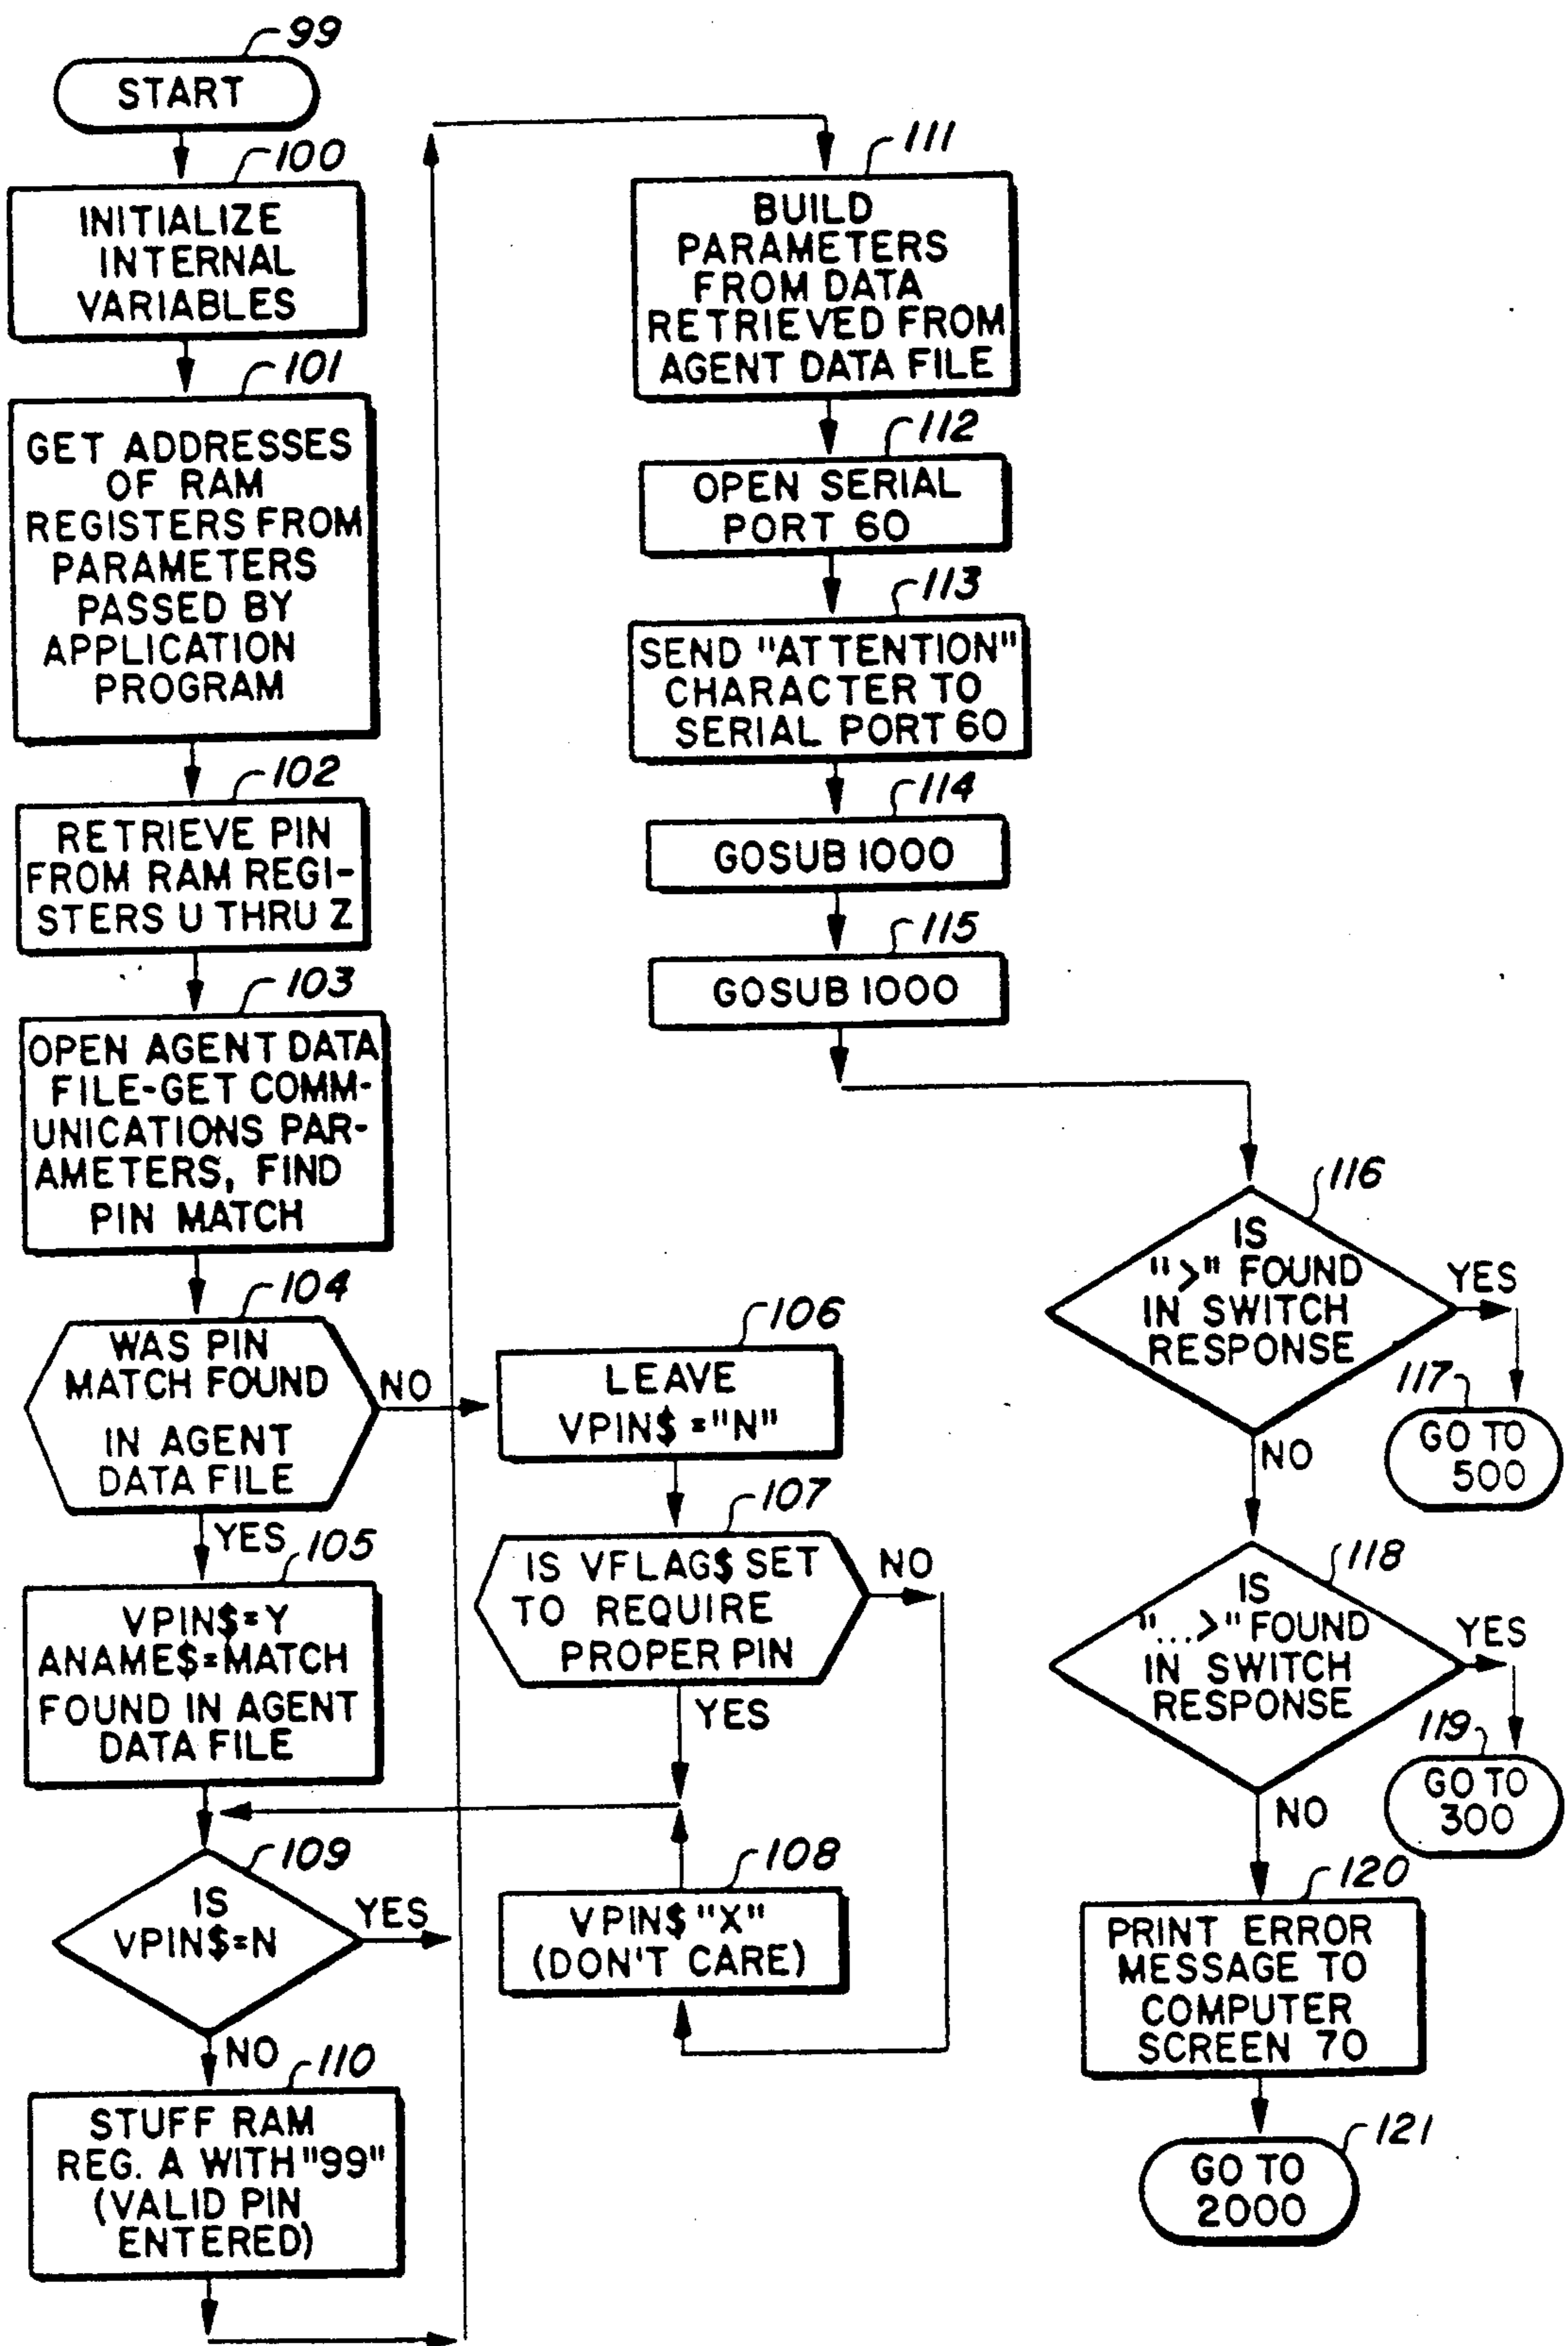 99
START
100
INITIALIZE
INTERNAL
VARIABLES
101
GET ADDRESSES
OF RAM
REGISTERS FROM
PARAMETERS
PASSED BY
APPLICATION
PROGRAM
102
RETRIEVE PIN
FROM RAM REGI-
STERS U THRU Z
103
OPEN AGENT DATA
FILE-GET COMM-
UNICATIONS PAR-
AMETERS, FIND
PIN MATCH
104
WAS PIN
MATCH FOUND
IN AGENT
DATA FILE
NO
YES
105
VPIN$=Y
ANAME$=MATCH
FOUND IN AGENT
DATA FILE
106
LEAVE
VPIN$="N"
107
IS VFLAG$ SET
TO REQUIRE
PROPER PIN
NO
YES
108
VPIN$"X"
(DON'T CARE)
109
IS
VPIN$=N
YES
NO
110
STUFF RAM
REG. A WITH "99"
(VALID PIN
ENTERED)
111
BUILD
PARAMETERS
FROM DATA
RETRIEVED FROM
AGENT DATA FILE
112
OPEN SERIAL
PORT 60
113
SEND "ATTENTION"
CHARACTER TO
SERIAL PORT 60
114
GOSUB 1000
115
GOSUB 1000
116
IS
">" FOUND
IN SWITCH
RESPONSE
YES
NO
117
GO TO
500
118
IS
"...>" FOUND
IN SWITCH
RESPONSE
YES
NO
119
GO TO
300
120
PRINT ERROR
MESSAGE TO
COMPUTER
SCREEN 70
121
GO TO
2000